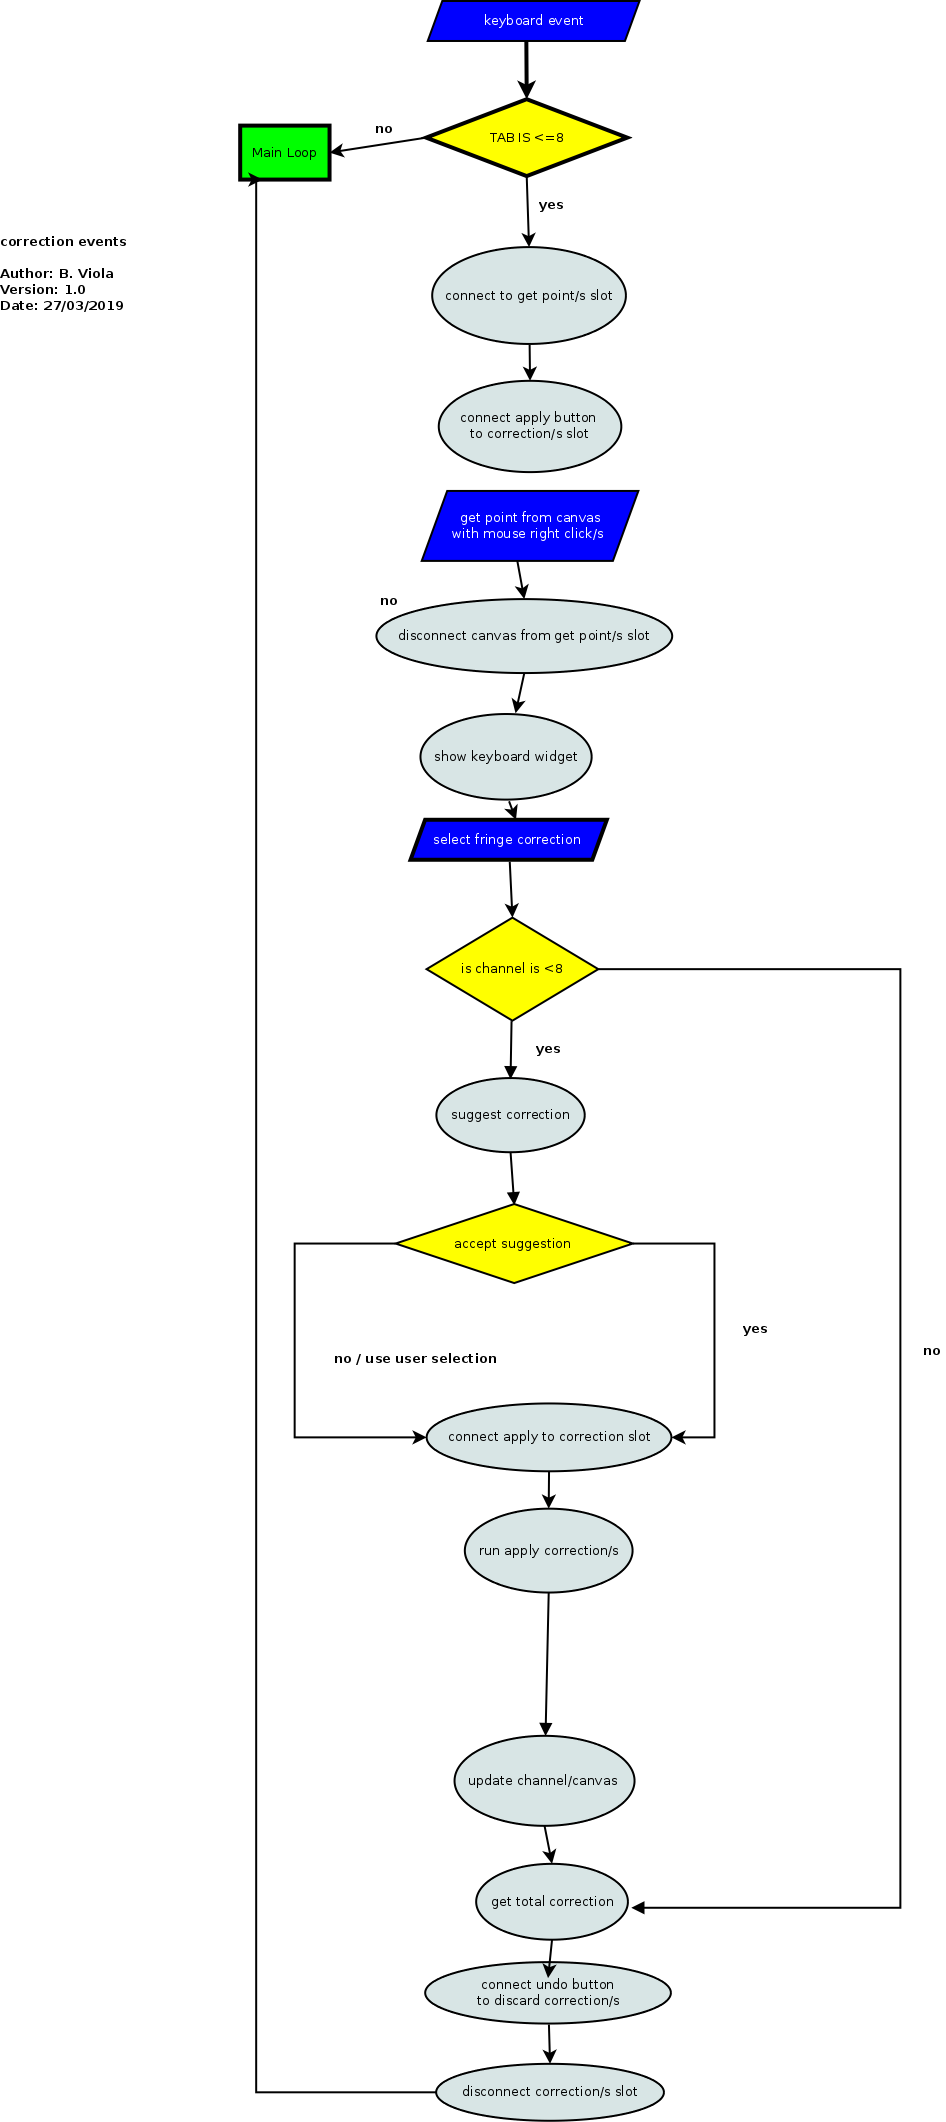 keyboard event
TAB IS <=8
no
Main Loop
yes
correction events
Author: B. Viola
Version: 1.0
Date: 27/03/2019
connect to get point/s slot
connect apply button
to correction/s slot
get point from canvas
with mouse right click/s
no
disconnect canvas from get point/s slot
show keyboard widget
select fringe correction
is channel is <8
yes
suggest correction
accept suggestion
yes
no
no / use user selection
connect apply to correction slot
run apply correction/s
update channel/canvas
get total correction
connect undo button
to discard correction/s
disconnect correction/s slot